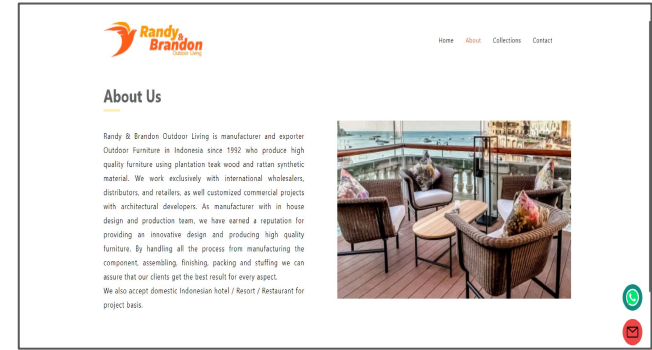 Randy &
Brandon
Outdoor Living
Home About Collections Contact
About Us
Randy & Brandon Outdoor Living is manufacturer and exporter
Outdoor Furniture in Indonesia since 1992 who produce high
quality furniture using plantation teak wood and rattan synthetic
material. We work exclusively with international wholesalers,
distributors, and retailers, as well customized commercial projects
with architectural developers. As manufacturer with in house
design and production team, we have earned a reputation for
providing an innovative design and producing high quality
furniture. By handling all the process from manufacturing the
component, assembling, finishing, packing and stuffing we can
assure that our clients get the best result for every aspect.
We also accept domestic Indonesian hotel / Resort / Restaurant for
project basis.